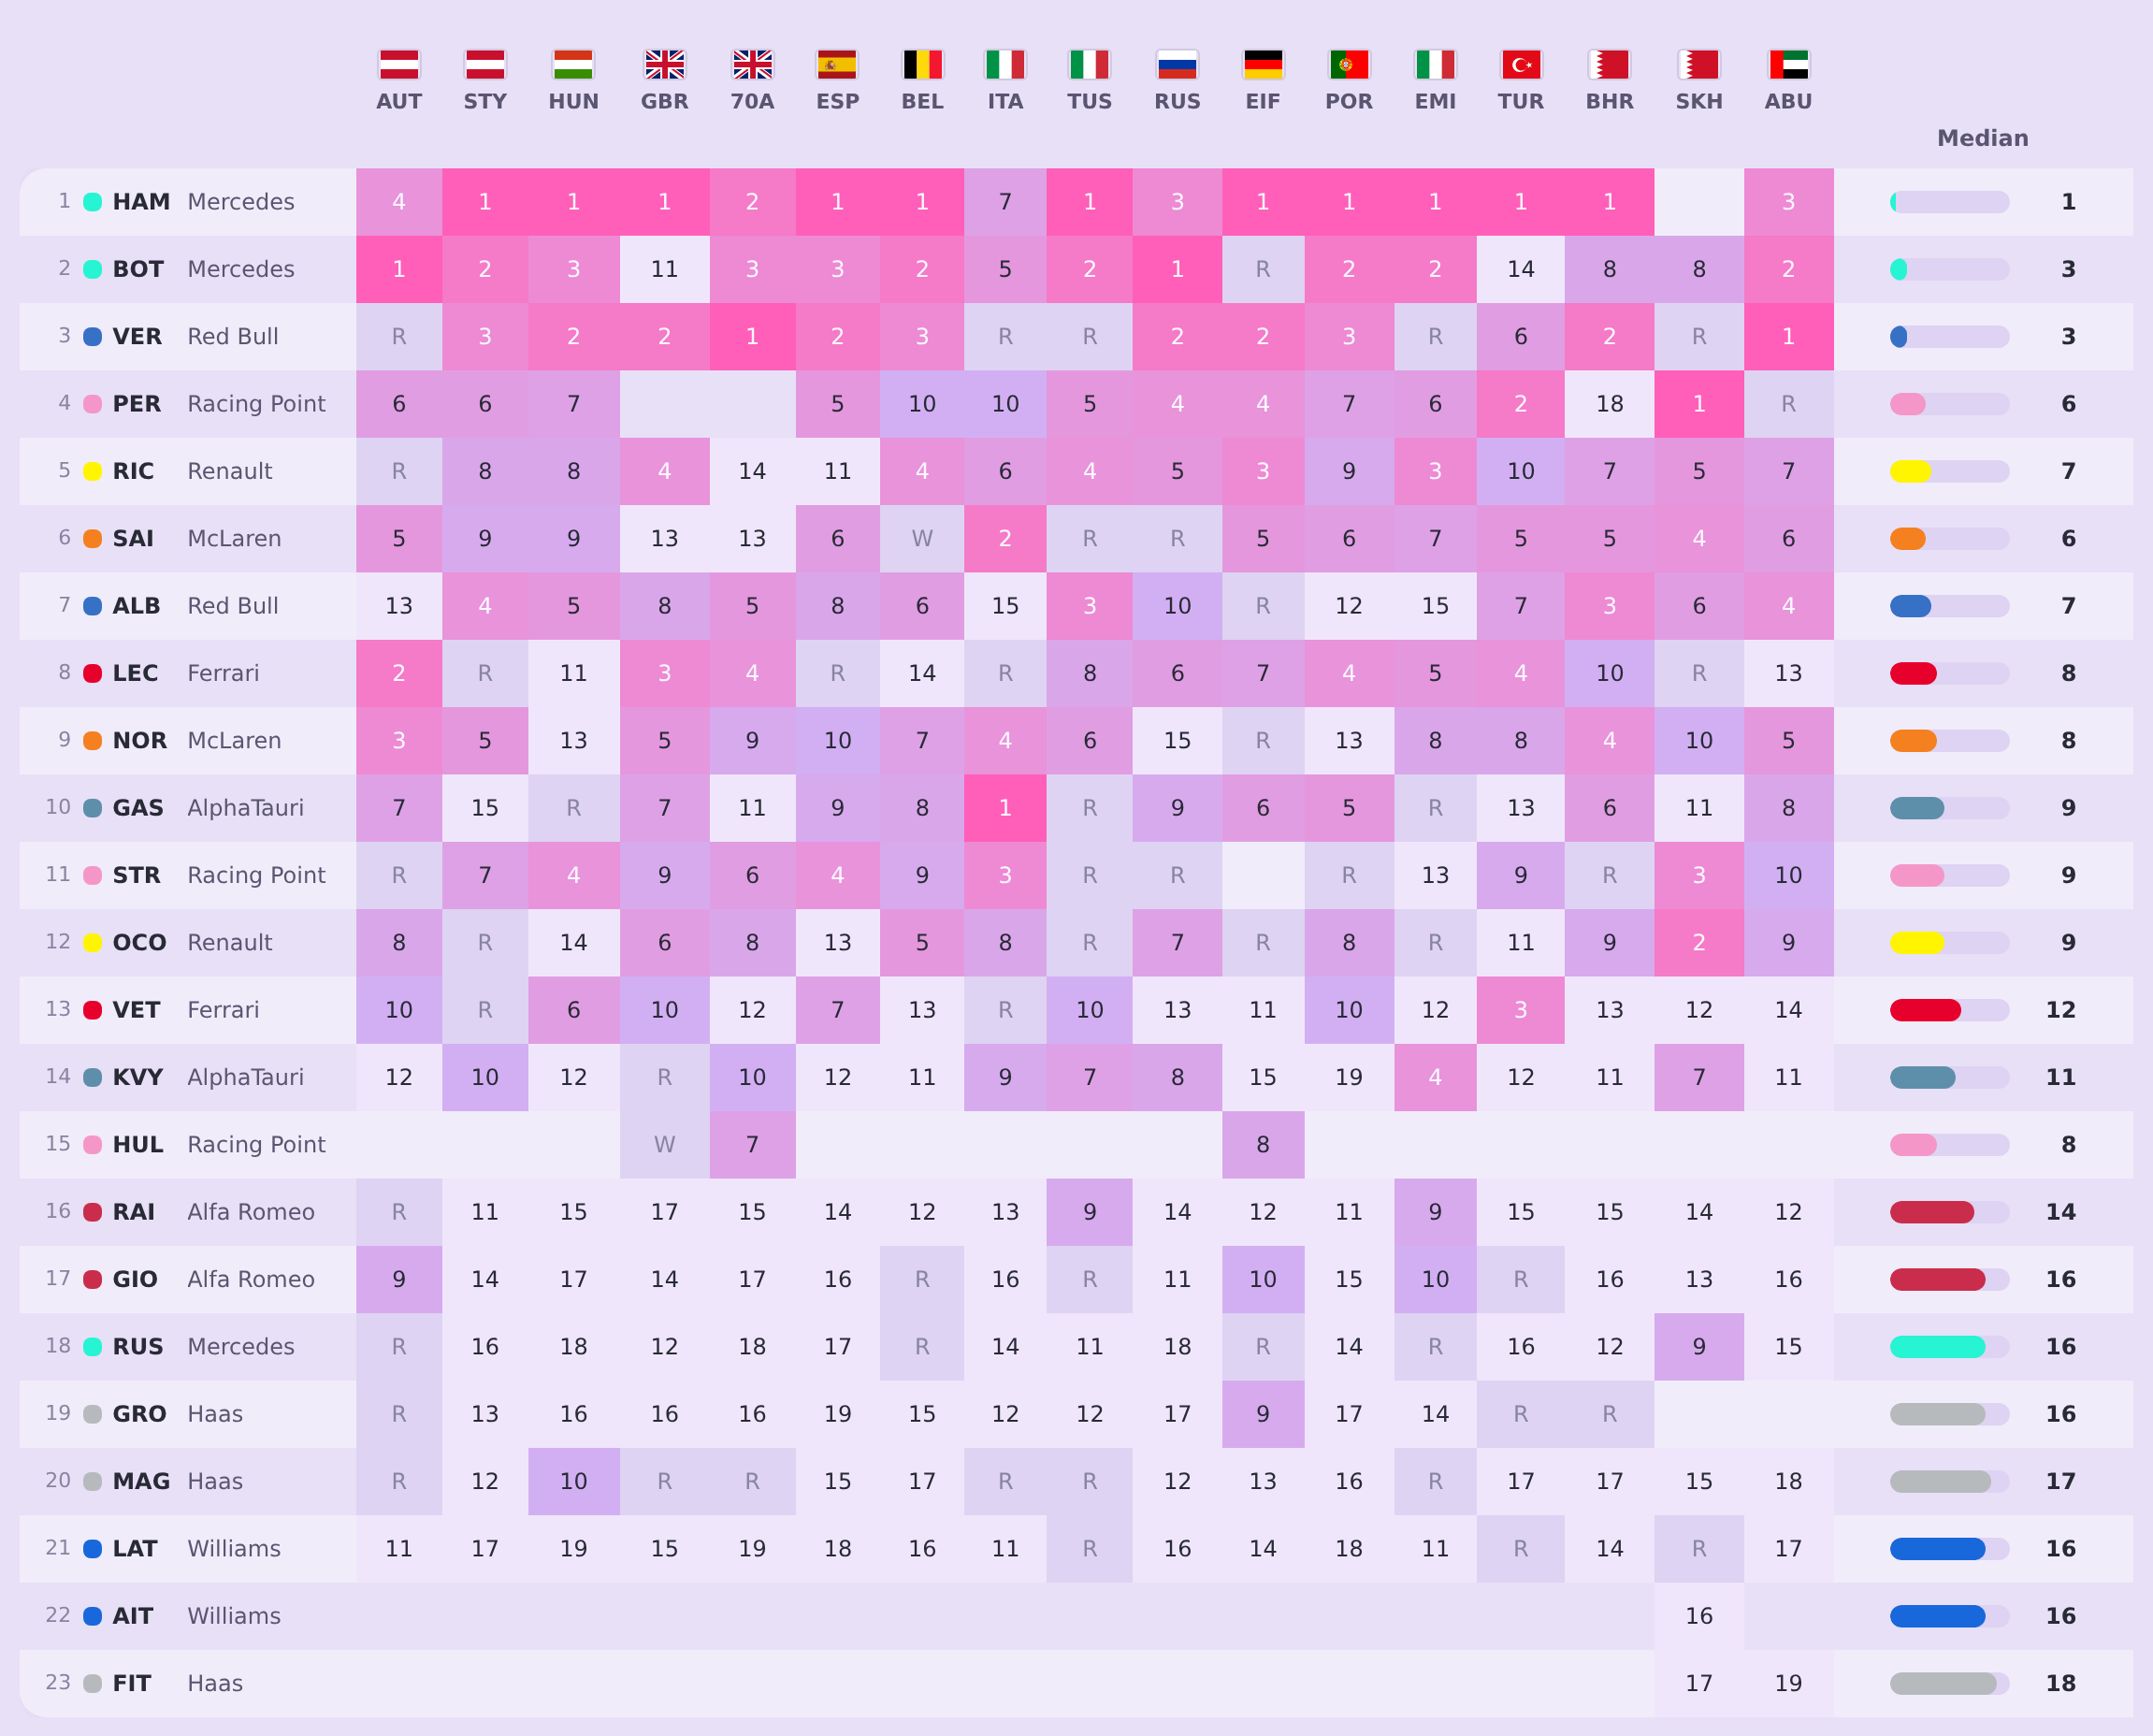 AUT STY HUN GBR 70A ESP BEL ITA TUS RUS EIF POR EMI TUR BHR SKH ABU
Median
1 HAM Mercedes 4 1 1 1 2 1 1 7 1 3 1 1 1 1 1 3 1
2 BOT Mercedes 1 2 3 11 3 3 2 5 2 1 R 2 2 14 8 8 2 3
3 VER Red Bull R 3 2 2 1 2 3 R R 2 2 3 R 6 2 R 1 3
4 PER Racing Point 6 6 7 5 10 10 5 4 4 7 6 2 18 1 R 6
5 RIC Renault R 8 8 4 14 11 4 6 4 5 3 9 3 10 7 5 7 7
6 SAI McLaren 5 9 9 13 13 6 W 2 R R 5 6 7 5 5 4 6 6
7 ALB Red Bull 13 4 5 8 5 8 6 15 3 10 R 12 15 7 3 6 4 7
8 LEC Ferrari 2 R 11 3 4 R 14 R 8 6 7 4 5 4 10 R 13 8
9 NOR McLaren 3 5 13 5 9 10 7 4 6 15 R 13 8 8 4 10 5 8
10 GAS AlphaTauri 7 15 R 7 11 9 8 1 R 9 6 5 R 13 6 11 8 9
11 STR Racing Point R 7 4 9 6 4 9 3 R R R 13 9 R 3 10 9
12 OCO Renault 8 R 14 6 8 13 5 8 R 7 R 8 R 11 9 2 9 9
13 VET Ferrari 10 R 6 10 12 7 13 R 10 13 11 10 12 3 13 12 14 12
14 KVY AlphaTauri 12 10 12 R 10 12 11 9 7 8 15 19 4 12 11 7 11 11
15 HUL Racing Point W 7 8 8
16 RAI Alfa Romeo R 11 15 17 15 14 12 13 9 14 12 11 9 15 15 14 12 14
17 GIO Alfa Romeo 9 14 17 14 17 16 R 16 R 11 10 15 10 R 16 13 16 16
18 RUS Mercedes R 16 18 12 18 17 R 14 11 18 R 14 R 16 12 9 15 16
19 GRO Haas R 13 16 16 16 19 15 12 12 17 9 17 14 R R 16
20 MAG Haas R 12 10 R R 15 17 R R 12 13 16 R 17 17 15 18 17
21 LAT Williams 11 17 19 15 19 18 16 11 R 16 14 18 11 R 14 R 17 16
22 AIT Williams 16 16
23 FIT Haas 17 19 18